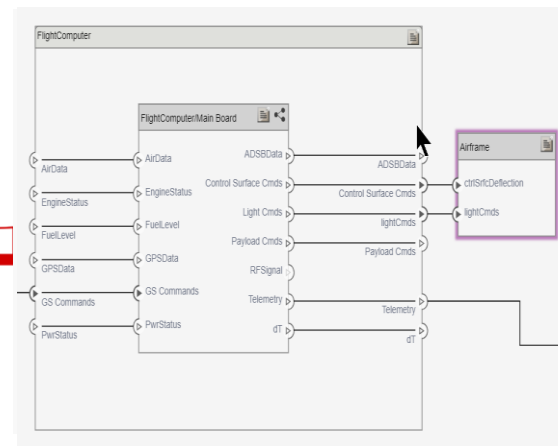 FlightComputer
FlightComputer/Main Board
Airframe
AirData
AirData
ADSBData
ADSBData
EngineStatus
EngineStatus
Control Surface Cmds
Control Surface Cmds
ctrlSrfcDeflection
FuelLevel
FuelLevel
Light Cmds
lightCmds
lightCmds
GPSData
GPSData
Payload Cmds
Payload Cmds
RFSignal
GS Commands
GS Commands
Telemetry
Telemetry
PwrStatus
PwrStatus
dT
dT